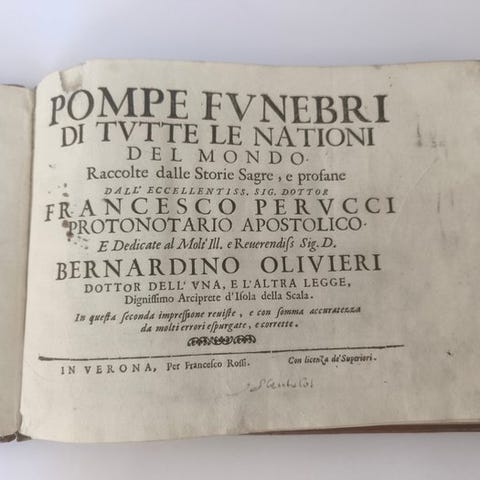 POMPE FVNEBRI
DI TVTTE LE NATIONI
DEL MONDO.
Raccolte dalle Storie Sagre, e profane
DALL' ECCELLENTISS. SIG. DOTTOR
FRANCESCO PERVCCI
PROTONOTARIO APOSTOLICO.
E Dedicate al Molt' Ill. e Reuerendiſs Sig. D.
BERNARDINO OLIVIERI
DOTTOR DELL' VNA, E L'ALTRA LEGGE,
Digniſſimo Arciprete d'Iſola della Scala.
In queſta ſeconda impreſſione reuiſte, e con ſomma accuratezza
da molti errori eſpurgate, e corrette.
IN VERONA, Per Franceſco Roſſi. Con licenza de' Superiori.